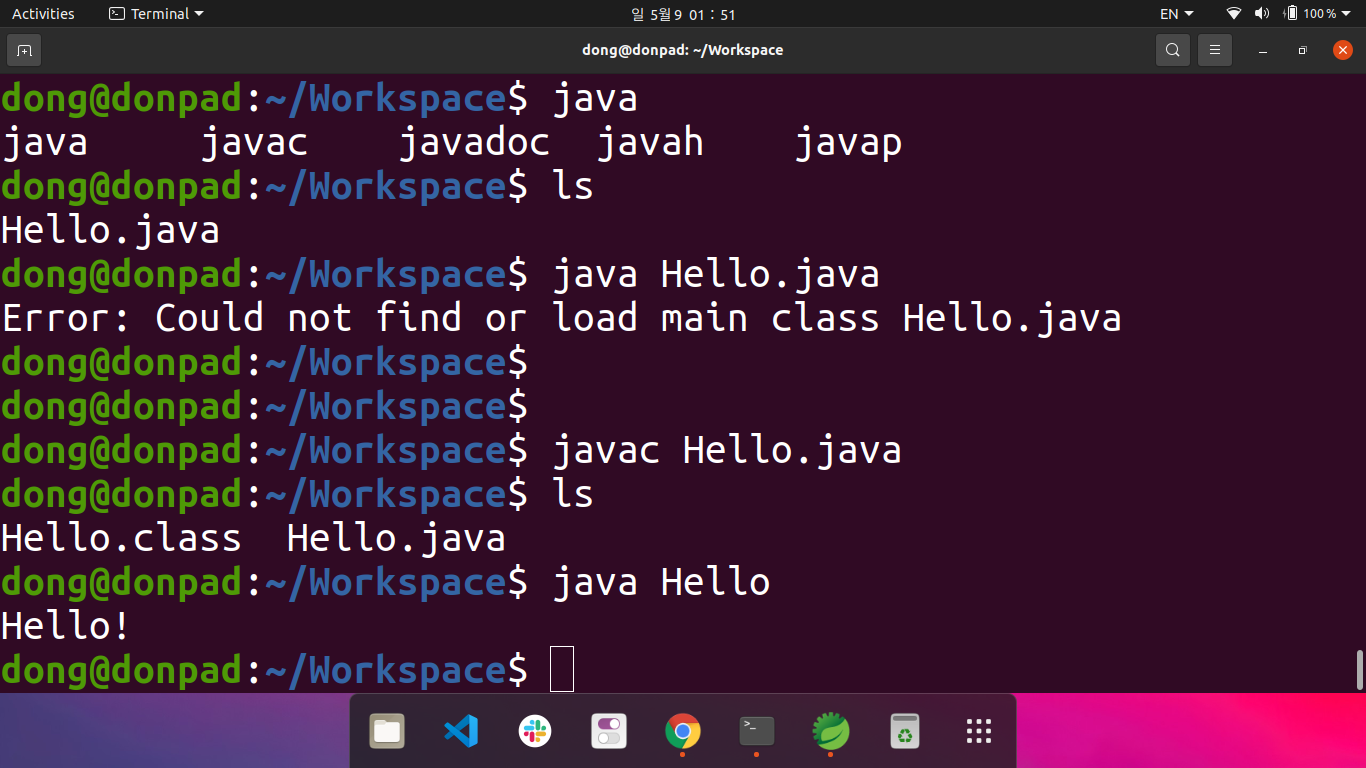 Activities Terminal 일 5월 9 01 : 51 EN 100 %
dong@donpad: ~/Workspace
dong@donpad:~/Workspace$ java
java javac javadoc javah javap
dong@donpad:~/Workspace$ ls
Hello.java
dong@donpad:~/Workspace$ java Hello.java
Error: Could not find or load main class Hello.java
dong@donpad:~/Workspace$
dong@donpad:~/Workspace$
dong@donpad:~/Workspace$ javac Hello.java
dong@donpad:~/Workspace$ ls
Hello.class Hello.java
dong@donpad:~/Workspace$ java Hello
Hello!
dong@donpad:~/Workspace$
>_